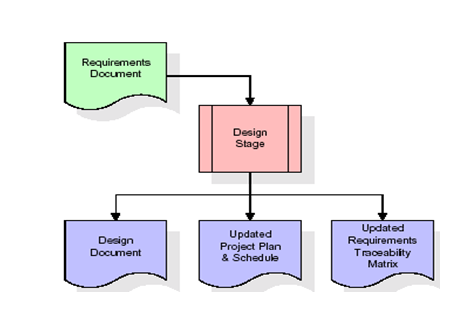 Requirements
Document
Design
Stage
Design
Document
Updated
Project Plan
& Schedule
Updated
Requirements
Traceability
Matrix